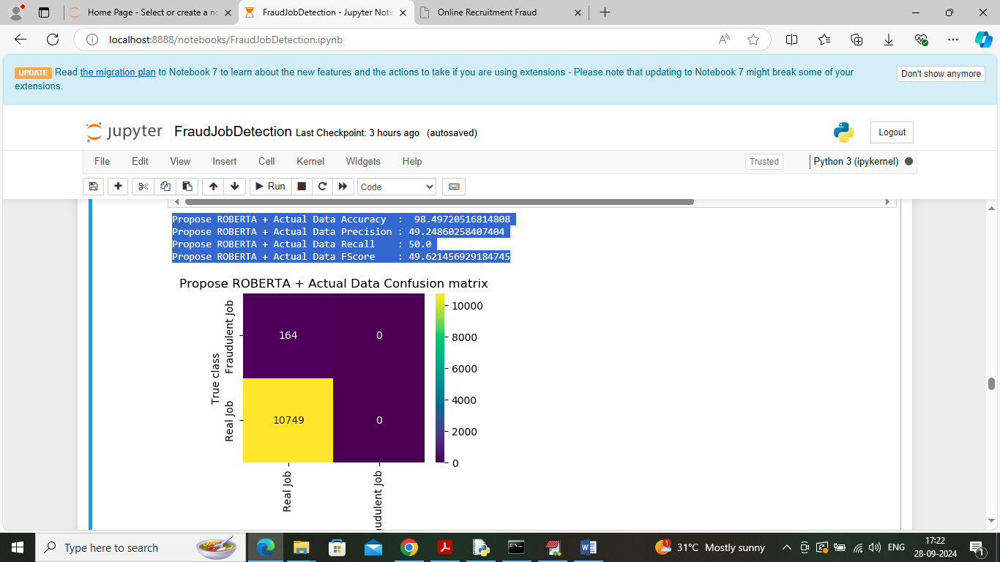 Home Page - Select or create a no
FraudJobDetection - Jupyter Note
Online Recruitment Fraud
localhost:8888/notebooks/FraudJobDetection.ipynb
UPDATE Read the migration plan to Notebook 7 to learn about the new features and the actions to take if you are using extensions - Please note that updating to Notebook 7 might break some of your
extensions.
Don't show anymore
jupyter FraudJobDetection Last Checkpoint: 3 hours ago (autosaved)
Logout
File Edit View Insert Cell Kernel Widgets Help
Trusted
Python 3 (ipykernel)
Run
Code
Propose ROBERTA + Actual Data Accuracy  :  98.49720516814808
Propose ROBERTA + Actual Data Precision : 49.24860258407404
Propose ROBERTA + Actual Data Recall    : 50.0
Propose ROBERTA + Actual Data FScore    : 49.621456929184745
Propose ROBERTA + Actual Data Confusion matrix
True class
Fraudulent Job
Real Job
164 0
10749 0
10000
8000
6000
4000
2000
0
Real Job
udulent Job
Type here to search
1
31°C Mostly sunny
ENG
17:22
28-09-2024
1